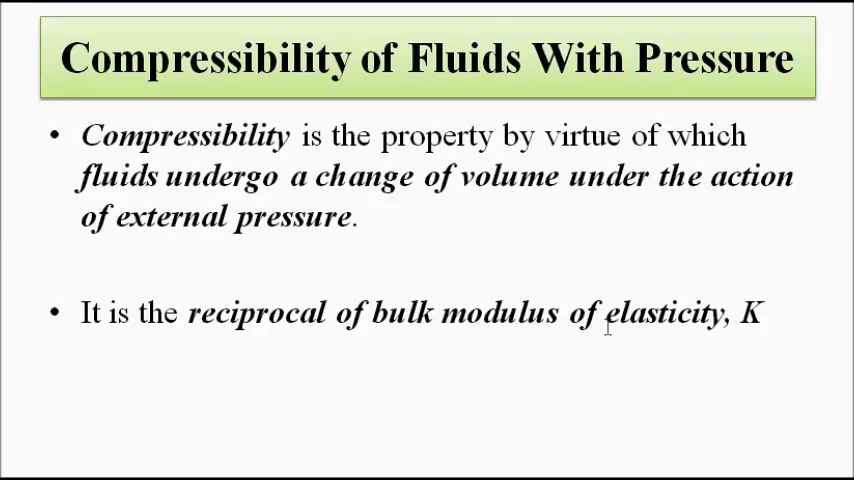 Compressibility of Fluids With Pressure
• Compressibility is the property by virtue of which
fluids undergo a change of volume under the action
of external pressure.
• It is the reciprocal of bulk modulus of elasticity, K